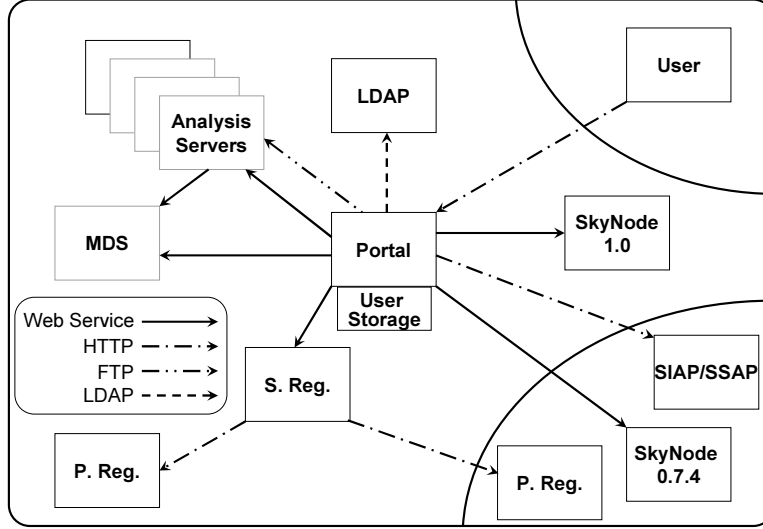 User
LDAP
Analysis
Servers
SkyNode
1.0
MDS
Portal
User
Storage
Web Service
HTTP
FTP
LDAP
SIAP/SSAP
S. Reg.
P. Reg.
P. Reg.
SkyNode
0.7.4